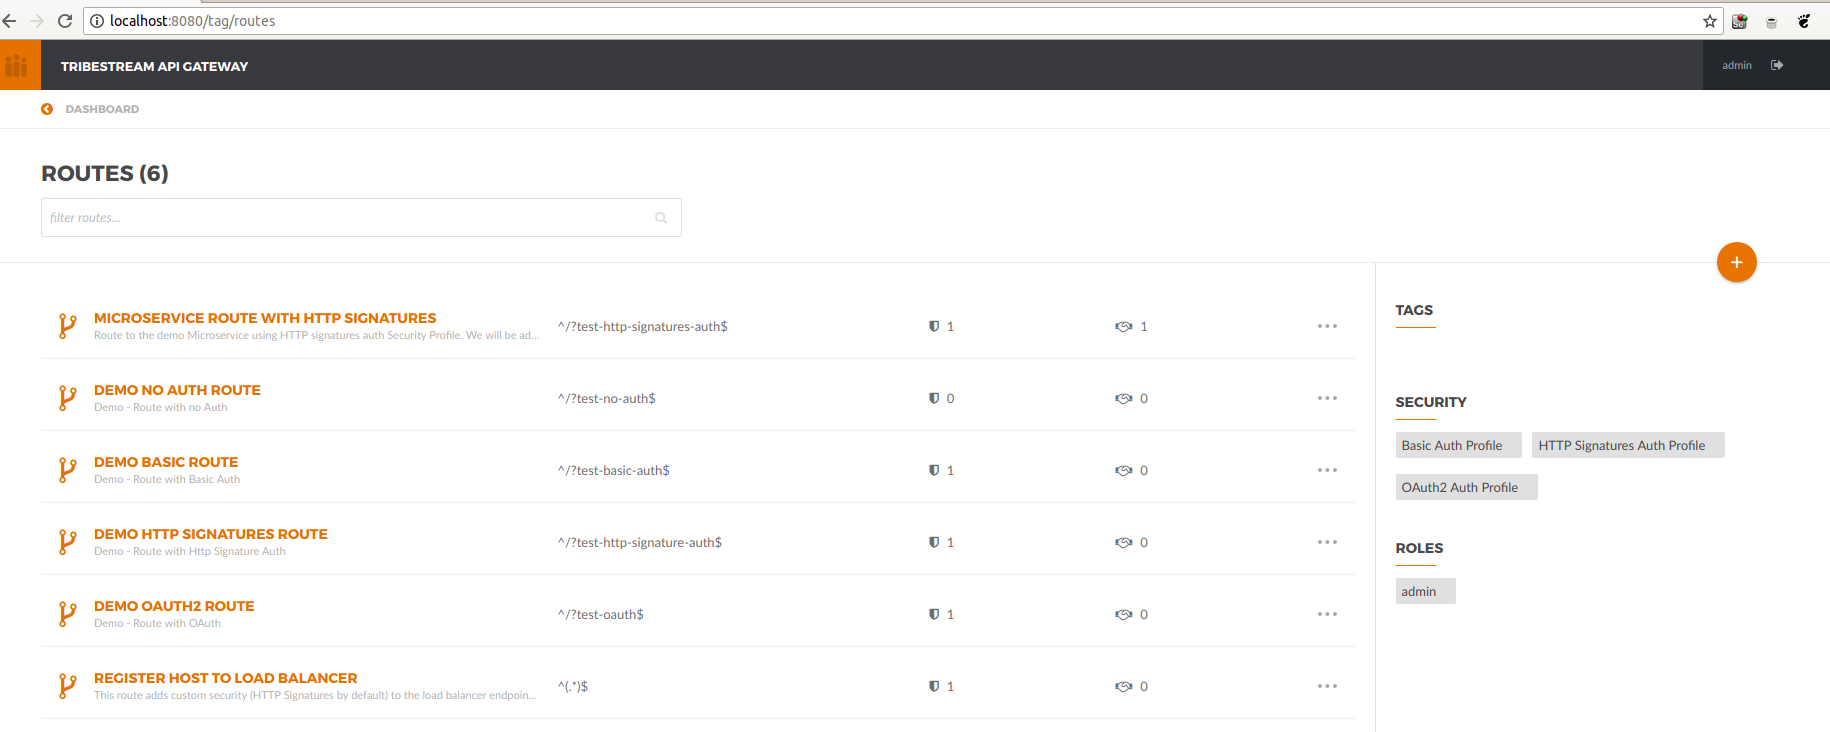 localhost:8080/tag/routes
TRIBESTREAM API GATEWAY
admin
DASHBOARD
ROUTES (6)
filter routes...
+
MICROSERVICE ROUTE WITH HTTP SIGNATURES
Route to the demo Microservice using HTTP signatures auth Security Profile. We will be ad...
^/?test-http-signatures-auth$
1
1
DEMO NO AUTH ROUTE
Demo - Route with no Auth
^/?test-no-auth$
0
0
DEMO BASIC ROUTE
Demo - Route with Basic Auth
^/?test-basic-auth$
1
0
DEMO HTTP SIGNATURES ROUTE
Demo - Route with Http Signature Auth
^/?test-http-signature-auth$
1
0
DEMO OAUTH2 ROUTE
Demo - Route with OAuth
^/?test-oauth$
1
0
REGISTER HOST TO LOAD BALANCER
This route adds custom security (HTTP Signatures by default) to the load balancer endpoin...
^(.*)$
1
0
TAGS
SECURITY
Basic Auth Profile
HTTP Signatures Auth Profile
OAuth2 Auth Profile
ROLES
admin